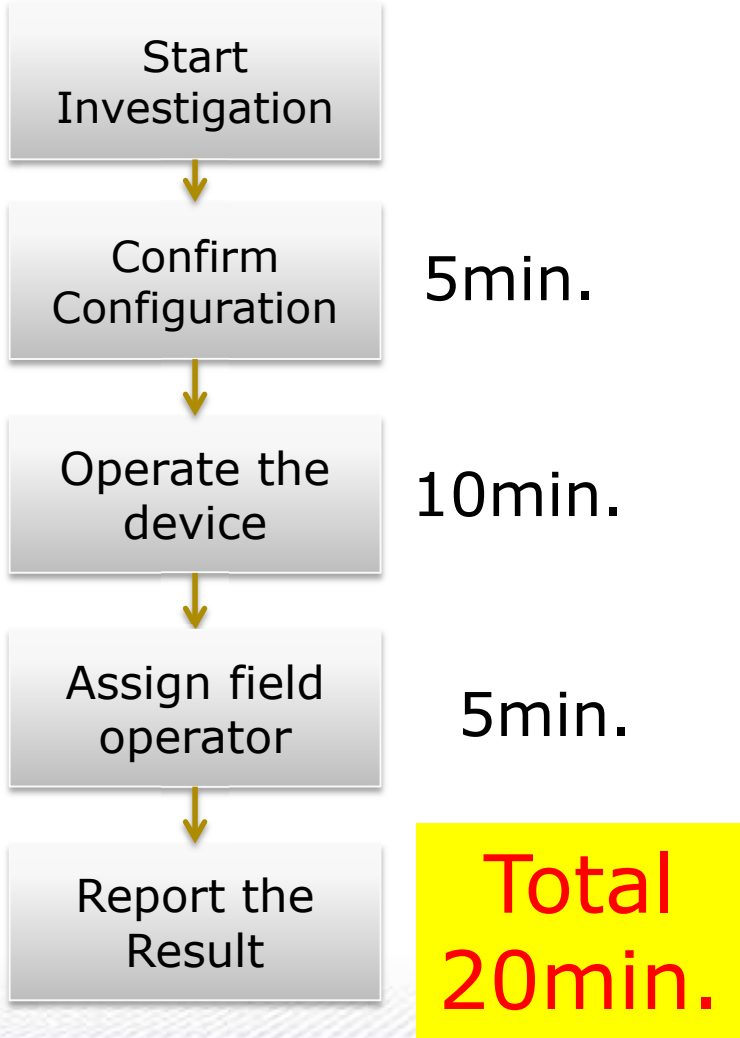 Start
Investigation
Confirm
Configuration
5min.
Operate the
device
10min.
Assign field
operator
5min.
Report the
Result
Total
20min.